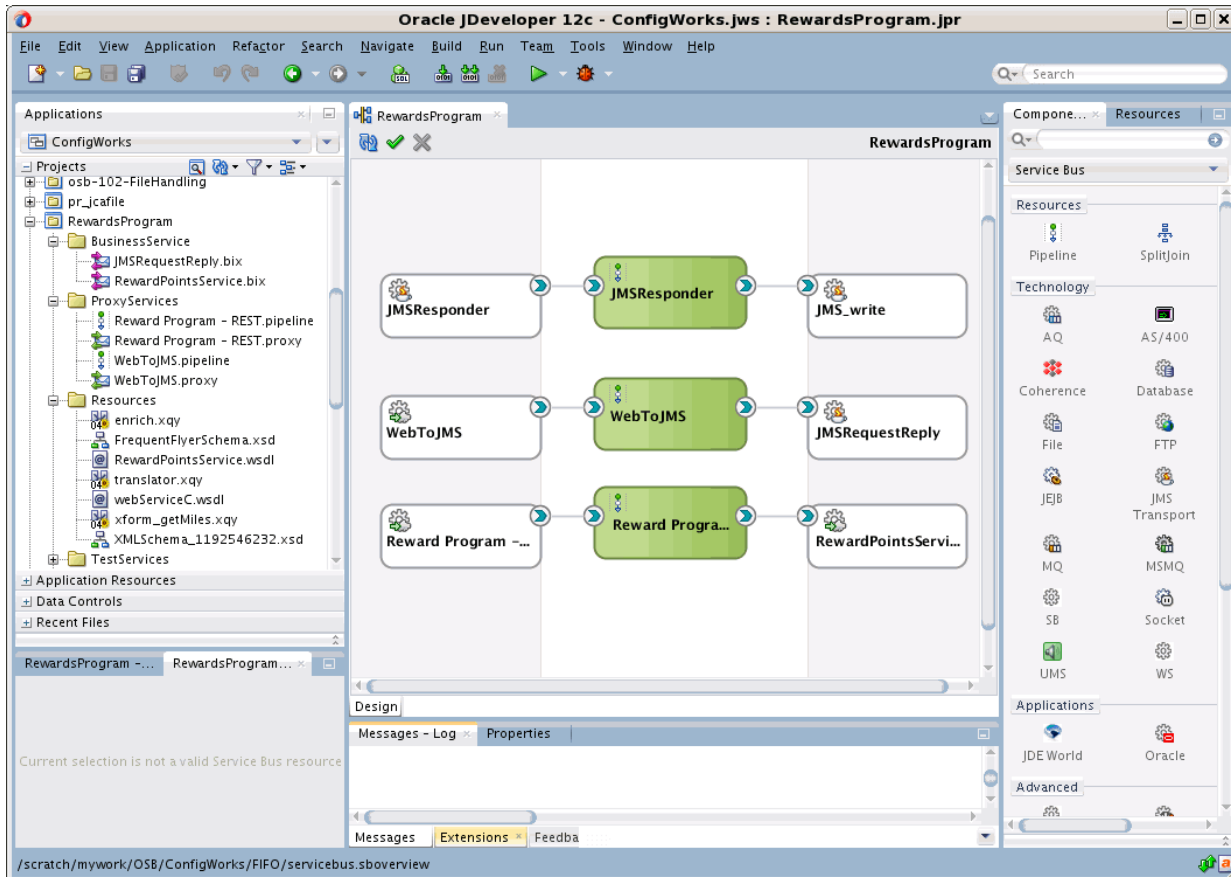 Oracle JDeveloper 12c - ConfigWorks.jws : RewardsProgram.jpr
File Edit View Application Refactor Search Navigate Build Run Team Tools Window Help
Search
Applications
ConfigWorks
Projects
osb-102-FileHandling
pr_jcafile
RewardsProgram
BusinessService
JMSRequestReply.bix
RewardPointsService.bix
ProxyServices
Reward Program - REST.pipeline
Reward Program - REST.proxy
WebToJMS.pipeline
WebToJMS.proxy
Resources
enrich.xqy
FrequentFlyerSchema.xsd
RewardPointsService.wsdl
translator.xqy
webServiceC.wsdl
xform_getMiles.xqy
XMLSchema_1192546232.xsd
TestServices
Application Resources
Data Controls
Recent Files
RewardsProgram -... RewardsProgram...
Current selection is not a valid Service Bus resource
RewardsProgram
RewardsProgram
JMSResponder JMSResponder JMS_write
WebToJMS WebToJMS JMSRequestReply
Reward Program -... Reward Progra... RewardPointsServi...
Design
Messages - Log Properties
Messages Extensions Feedba
Compone... Resources
Service Bus
Resources
Pipeline SplitJoin
Technology
AQ AS/400
Coherence Database
File FTP
JEJB JMS Transport
MQ MSMQ
SB Socket
UMS WS
Applications
JDE World Oracle
Advanced
/scratch/mywork/OSB/ConfigWorks/FIFO/servicebus.sboverview